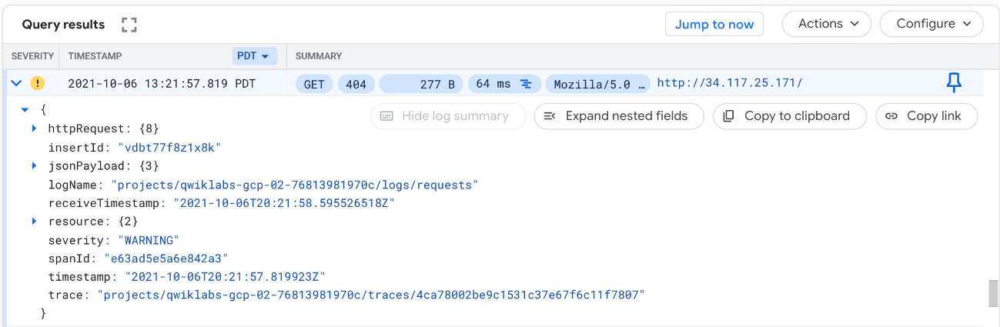 Query results Jump to now Actions Configure
SEVERITY TIMESTAMP PDT SUMMARY
! 2021-10-06 13:21:57.819 PDT GET 404 277 B 64 ms Mozilla/5.0 … http://34.117.25.171/
{ Hide log summary Expand nested fields Copy to clipboard Copy link
httpRequest: {8}
insertId: "vdbt77f8z1x8k"
jsonPayload: {3}
logName: "projects/qwiklabs-gcp-02-76813981970c/logs/requests"
receiveTimestamp: "2021-10-06T20:21:58.595526518Z"
resource: {2}
severity: "WARNING"
spanId: "e63ad5e5a6e842a3"
timestamp: "2021-10-06T20:21:57.819923Z"
trace: "projects/qwiklabs-gcp-02-76813981970c/traces/4ca78002be9c1531c37e67f6c11f7807"
}